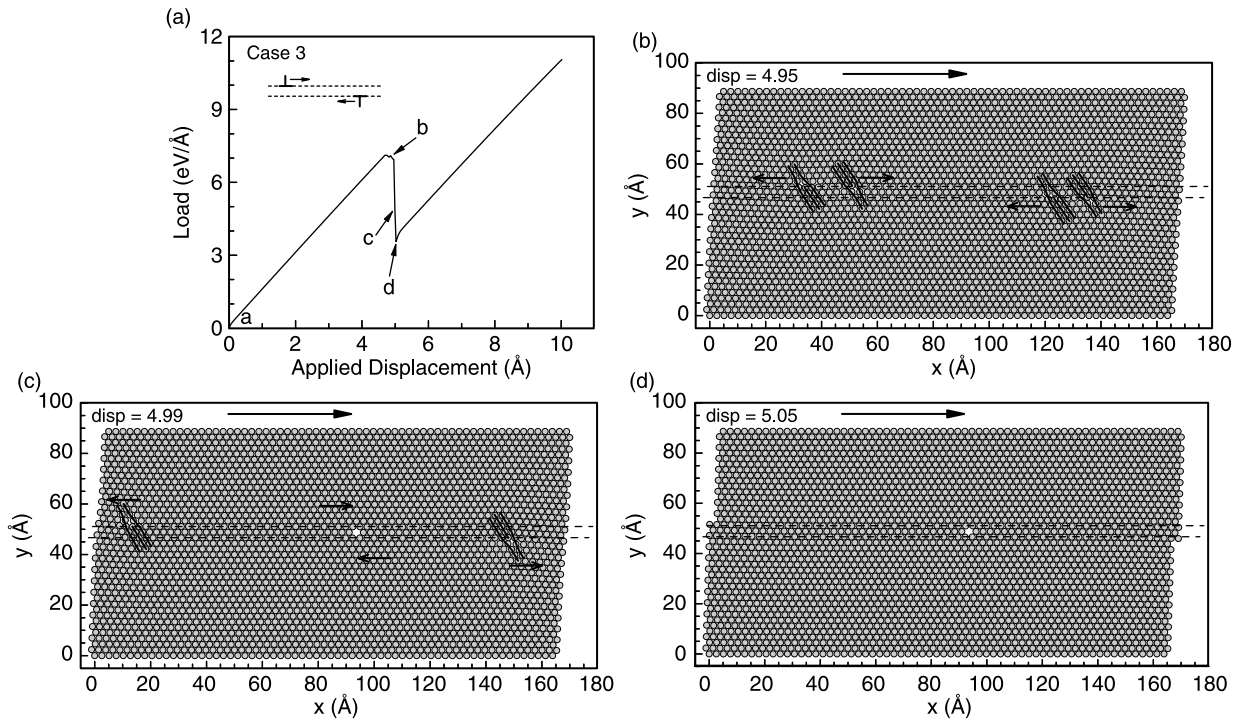 (a)
Case 3
12
9
6
3
0
Load (eV/Å)
a
b
c
d
0 2 4 6 8 10
Applied Displacement (Å)
(b)
disp = 4.95
100
80
60
40
20
0
y (Å)
0 20 40 60 80 100 120 140 160 180
x (Å)
(c)
disp = 4.99
100
80
60
40
20
0
y (Å)
0 20 40 60 80 100 120 140 160 180
x (Å)
(d)
disp = 5.05
100
80
60
40
20
0
y (Å)
0 20 40 60 80 100 120 140 160 180
x (Å)